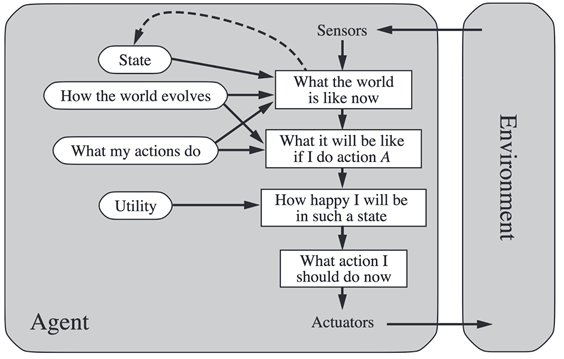 Sensors
State
What the world
is like now
How the world evolves
What it will be like
if I do action A
What my actions do
How happy I will be
in such a state
Utility
What action I
should do now
Agent
Actuators
Environment